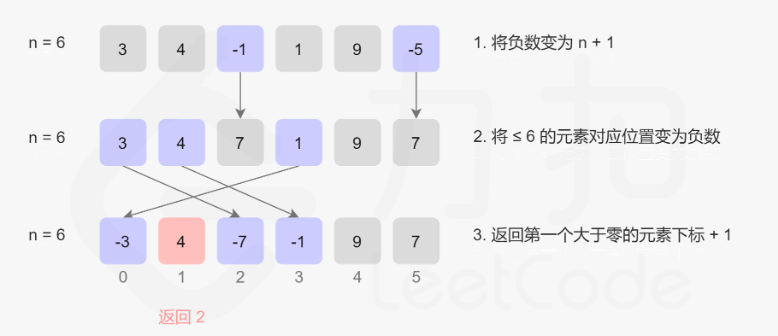 n = 6 3 4 -1 1 9 -5 1. 将负数变为 n + 1
n = 6 3 4 7 1 9 7 2. 将 ≤ 6 的元素对应位置变为负数
n = 6 -3 4 -7 -1 9 7 3. 返回第一个大于零的元素下标 + 1
0 1 2 3 4 5
返回 2
力扣
LeetCode